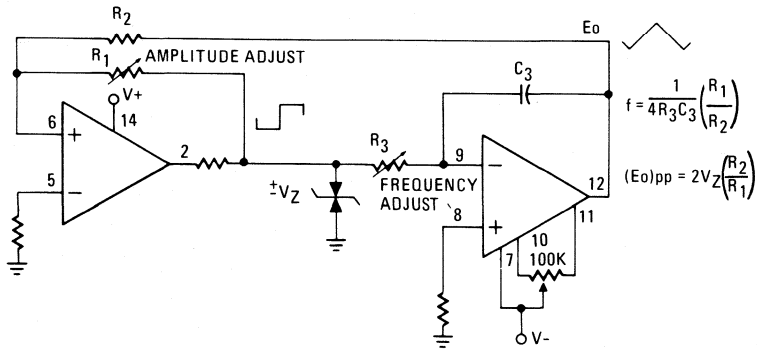 R2
Eo
R1 AMPLITUDE ADJUST
V+
14
C3
f = 1/4R3C3 (R1/R2)
6
+
2
R3
9
−
5
−
±VZ
FREQUENCY ADJUST
12
(Eo)pp = 2VZ(R2/R1)
8
+
11
10
7
100K
V-